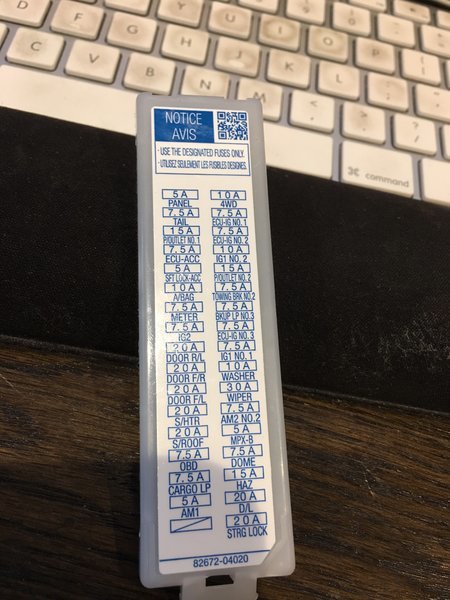 F
G
H
J
K
L
C
V
B
N
M
⌘ command
NOTICE
AVIS
· USE THE DESIGNATED FUSES ONLY.
· UTILISEZ SEULEMENT LES FUSIBLES DESIGNES.
5 A
PANEL
7. 5 A
TAIL
15 A
P/OUTLET NO. 1
7. 5 A
ECU-ACC
5 A
SFT LOCK-ACC
10 A
A/BAG
7. 5 A
METER
7. 5 A
IG2
20 A
DOOR R/L
20 A
DOOR F/R
20 A
DOOR F/L
20 A
S/HTR
20 A
S/ROOF
7. 5 A
OBD
7. 5 A
CARGO LP
5 A
AM1
10 A
4WD
7. 5 A
ECU-IG NO. 1
7. 5 A
ECU-IG NO. 2
10 A
IG1 NO. 2
15 A
P/OUTLET NO. 2
7. 5 A
TOWING BRK NO. 2
7. 5 A
BKUP LP NO. 3
7. 5 A
ECU-IG NO. 3
7. 5 A
IG1 NO. 1
10 A
WASHER
30 A
WIPER
7. 5 A
AM2 NO. 2
5 A
MPX-B
7. 5 A
DOME
15 A
HAZ
20 A
D/L
20 A
STRG LOCK
82672-04020